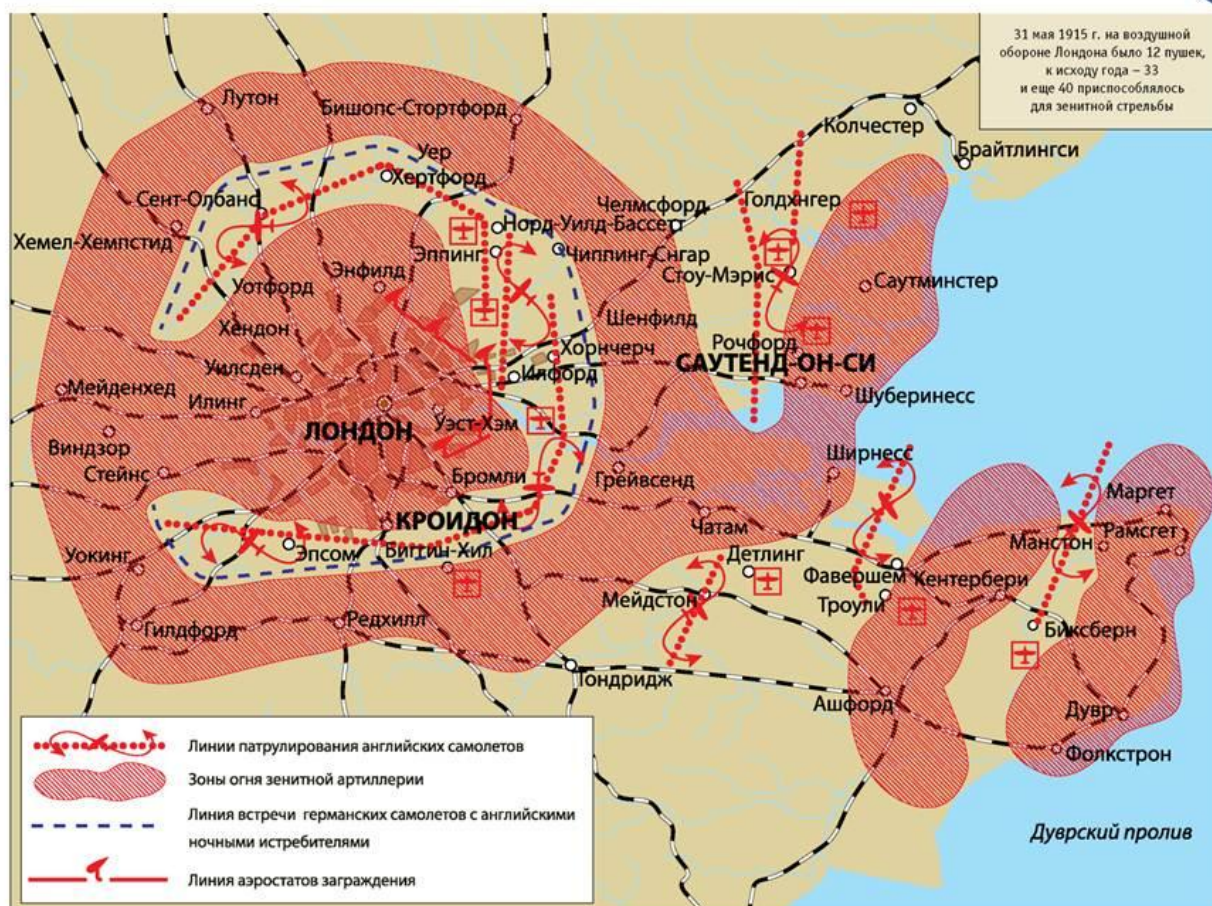 31 мая 1915 г. на воздушной
обороне Лондона было 12 пушек,
к исходу года – 33
и еще 40 приспособлялось
для зенитной стрельбы
Лутон
Бишопс-Стортфорд
Колчестер
Брайтлингси
Уер
Хертфорд
Сент-Олбанс
Челмсфорд
Голдхнгер
Хемел-Хемпстид
Норд-Уилд-Бассет
Эппинг
Чиппинг-Снгар
Энфилд
Стоу-Мэрис
Саутминстер
Уотфорд
Хендон
Шенфилд
Хорнчерч
Рочфорд
САУТЕНД-ОН-СИ
Уилсден
Илфорд
Мейденхед
Илинг
Шуберинесс
Уэст-Хэм
ЛОНДОН
Виндзор
Стейнс
Ширнесс
Бромли
Грейвсенд
Маргет
КРОИДОН
Чатам
Рамсгет
Манстон
Эпсом
Биггин-Хил
Детлинг
Уокинг
Фавершем
Кентербери
Мейдстон
Троули
Гилдфорд
Редхилл
Биксберн
Тондридж
Ашфорд
Дувр
Фолкстрон
Дуврский пролив
Линии патрулирования английских самолетов
Зоны огня зенитной артиллерии
Линия встречи германских самолетов с английскими
ночными истребителями
Линия аэростатов заграждения